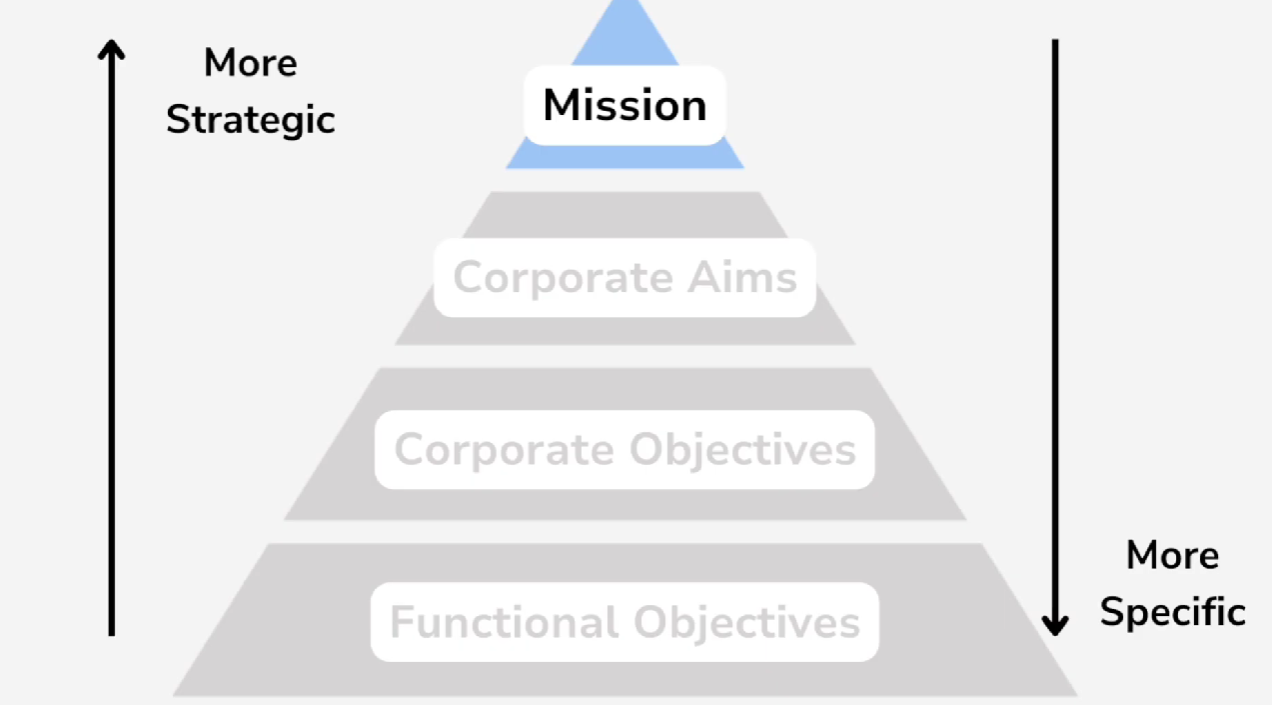 More
Strategic
Mission
Corporate Aims
Corporate Objectives
Functional Objectives
More
Specific